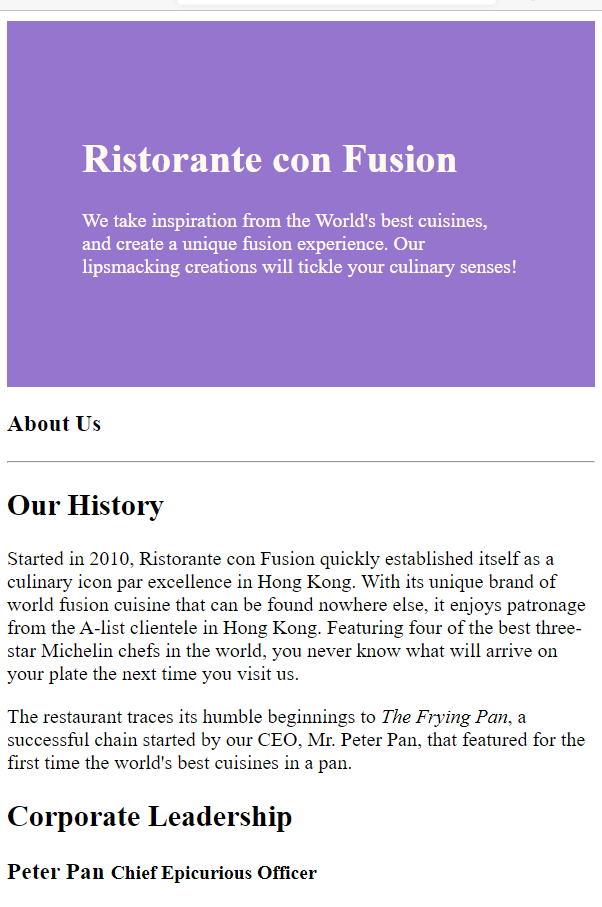 Ristorante con Fusion
We take inspiration from the World's best cuisines,
and create a unique fusion experience. Our
lipsmacking creations will tickle your culinary senses!
About Us
Our History
Started in 2010, Ristorante con Fusion quickly established itself as a
culinary icon par excellence in Hong Kong. With its unique brand of
world fusion cuisine that can be found nowhere else, it enjoys patronage
from the A-list clientele in Hong Kong. Featuring four of the best three-
star Michelin chefs in the world, you never know what will arrive on
your plate the next time you visit us.
The restaurant traces its humble beginnings to The Frying Pan, a
successful chain started by our CEO, Mr. Peter Pan, that featured for the
first time the world's best cuisines in a pan.
Corporate Leadership
Peter Pan Chief Epicurious Officer